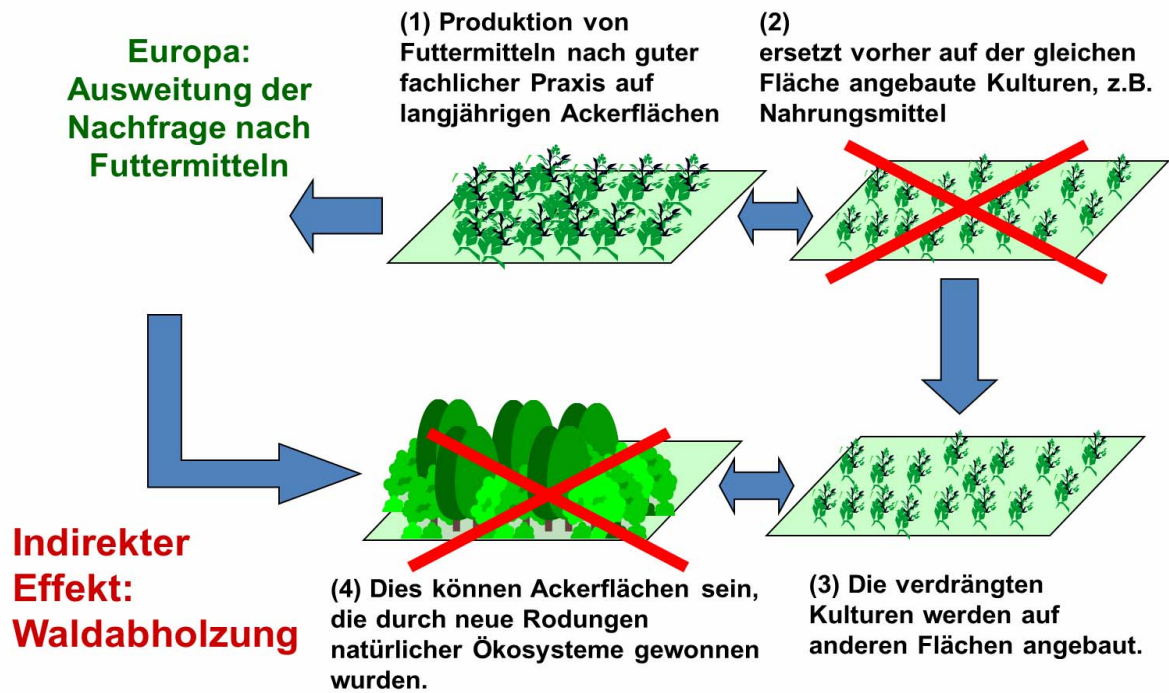 Europa:
Ausweitung der
Nachfrage nach
Futtermitteln
(1) Produktion von
Futtermitteln nach guter
fachlicher Praxis auf
langjährigen Ackerflächen
(2)
ersetzt vorher auf der gleichen
Fläche angebaute Kulturen, z.B.
Nahrungsmittel
(3) Die verdrängten
Kulturen werden auf
anderen Flächen angebaut.
(4) Dies können Ackerflächen sein,
die durch neue Rodungen
natürlicher Ökosysteme gewonnen
wurden.
Indirekter
Effekt:
Waldabholzung